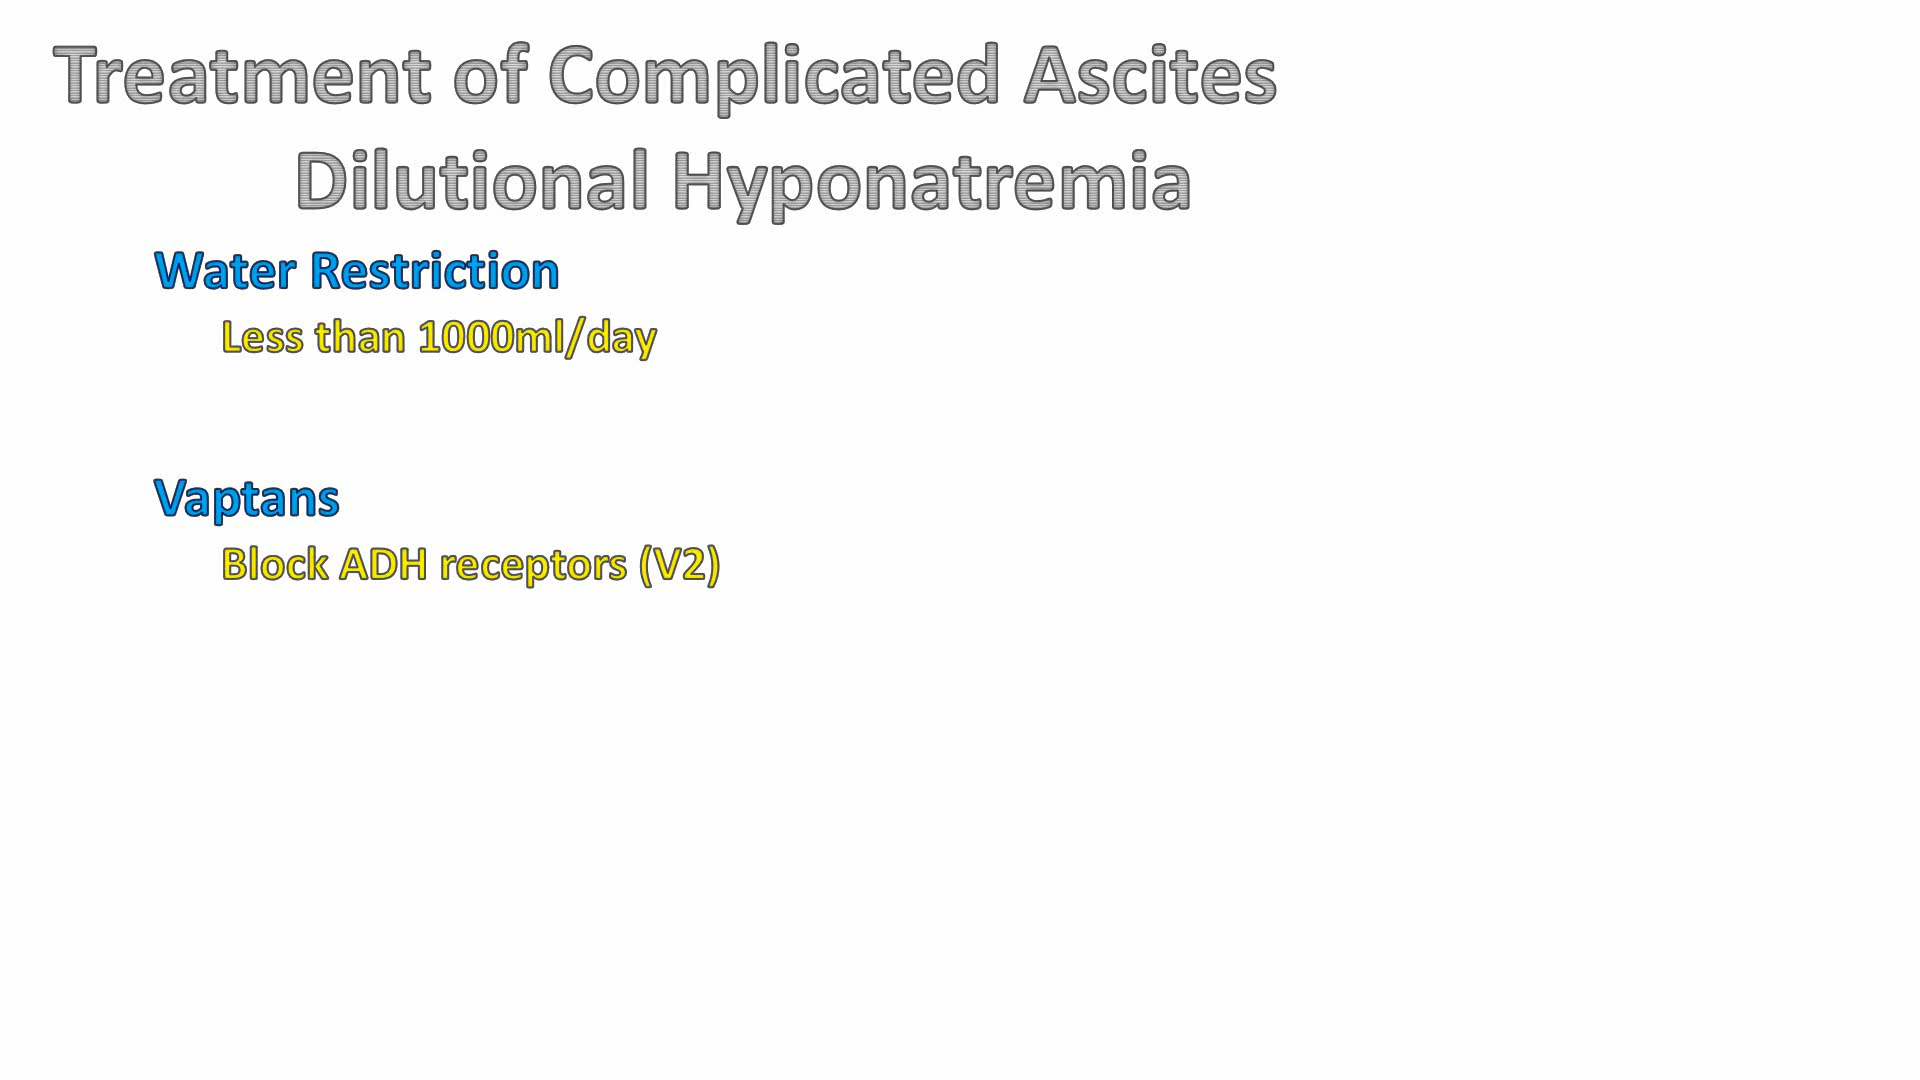 Treatment of Complicated Ascites
Dilutional Hyponatremia
Water Restriction
Less than 1000ml/day
Vaptans
Block ADH receptors (V2)